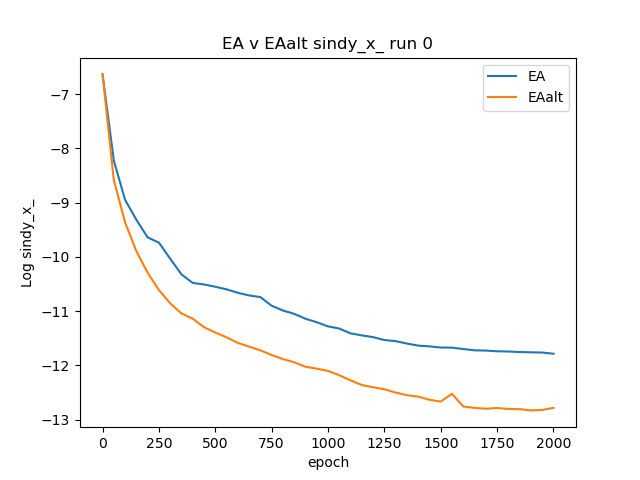 EA v EAalt sindy_x_ run 0
EA
EAalt
Log sindy_x_
−7
−8
−9
−10
−11
−12
−13
0 250 500 750 1000 1250 1500 1750 2000
epoch